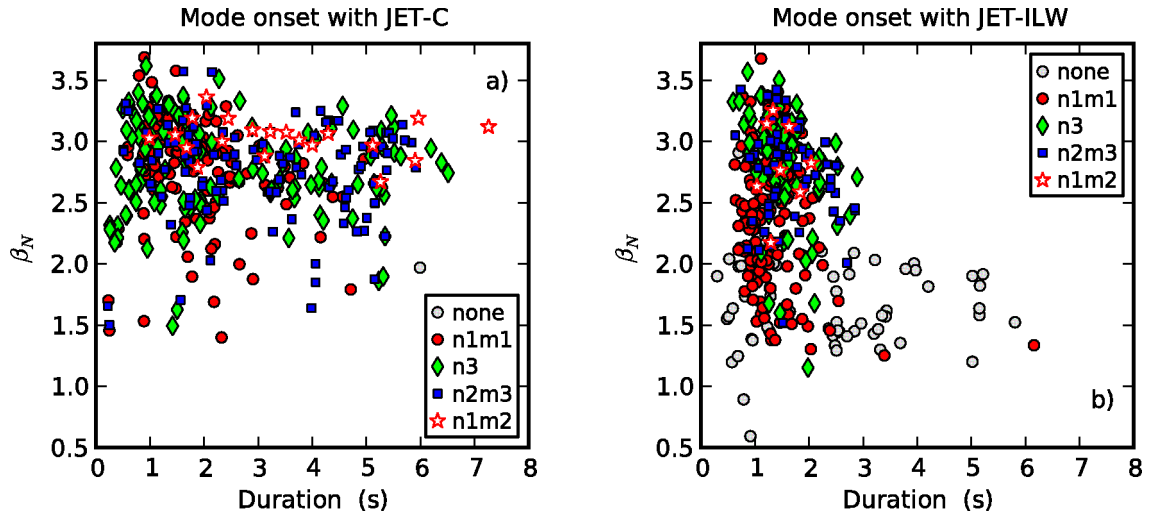 Mode onset with JET-C
3.5
3.0
2.5
2.0
1.5
1.0
0.5
β_N
a)
none
n1m1
n3
n2m3
n1m2
0 1 2 3 4 5 6 7 8
Duration (s)
Mode onset with JET-ILW
3.5
3.0
2.5
2.0
1.5
1.0
0.5
β_N
none
n1m1
n3
n2m3
n1m2
b)
0 1 2 3 4 5 6 7 8
Duration (s)